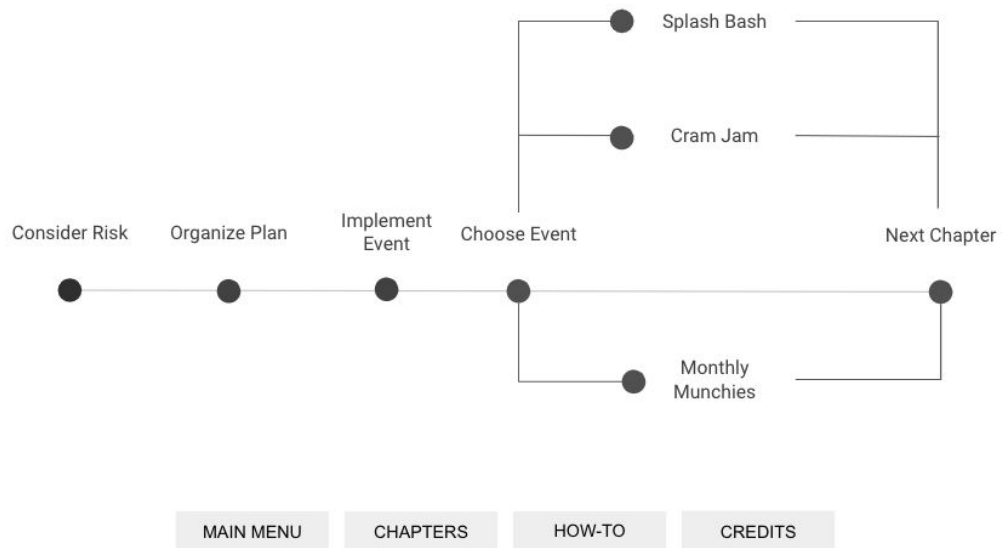 Splash Bash
Cram Jam
Consider Risk
Organize Plan
Implement
Event
Choose Event
Next Chapter
Monthly
Munchies
MAIN MENU
CHAPTERS
HOW-TO
CREDITS